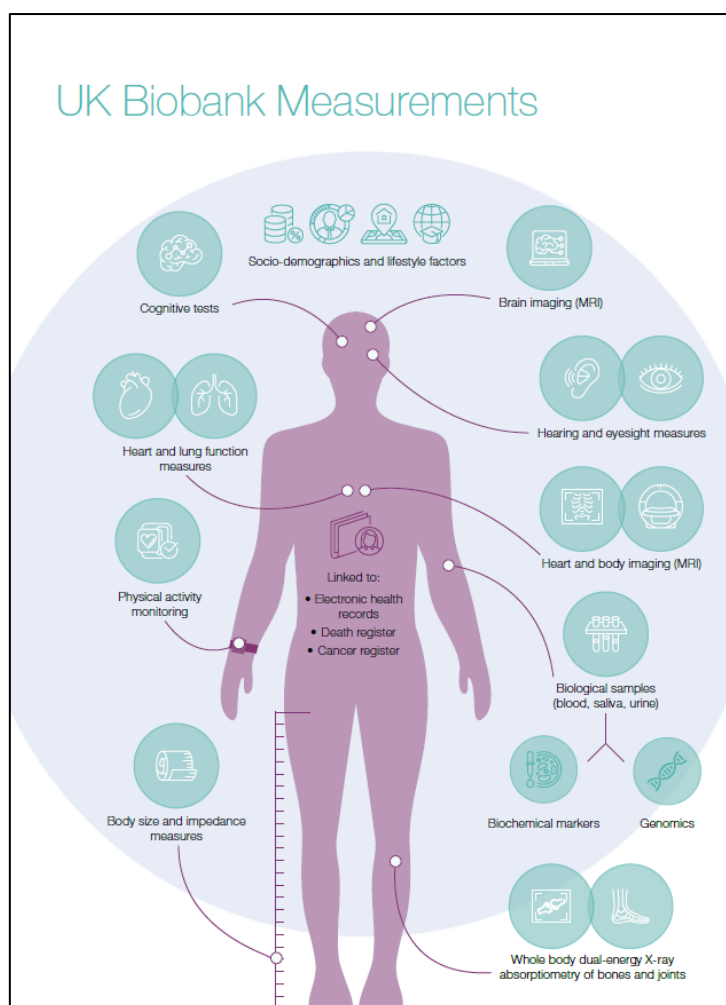 UK Biobank Measurements
Socio-demographics and lifestyle factors
Cognitive tests
Brain imaging (MRI)
Heart and lung function
measures
Hearing and eyesight measures
Physical activity
monitoring
Heart and body imaging (MRI)
Linked to:
• Electronic health
records
• Death register
• Cancer register
Biological samples
(blood, saliva, urine)
Body size and impedance
measures
Biochemical markers
Genomics
Whole body dual-energy X-ray
absorptiometry of bones and joints
%